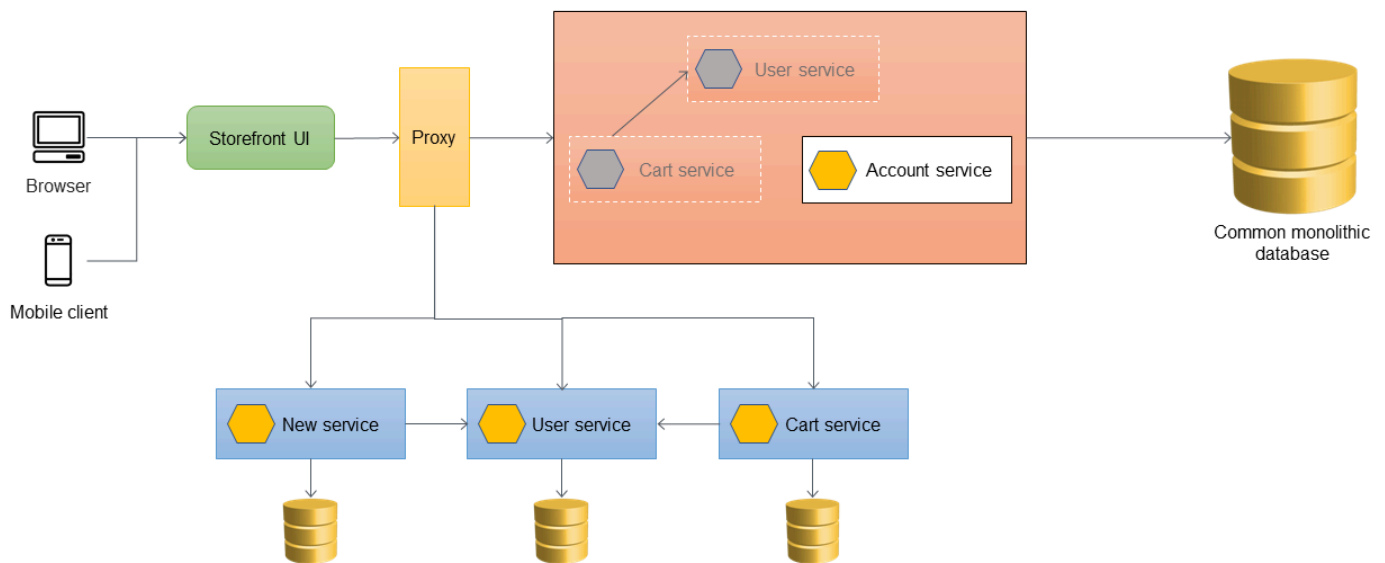 User service
Storefront UI
Proxy
Cart service
Account service
Browser
Common monolithic
database
Mobile client
New service
User service
Cart service